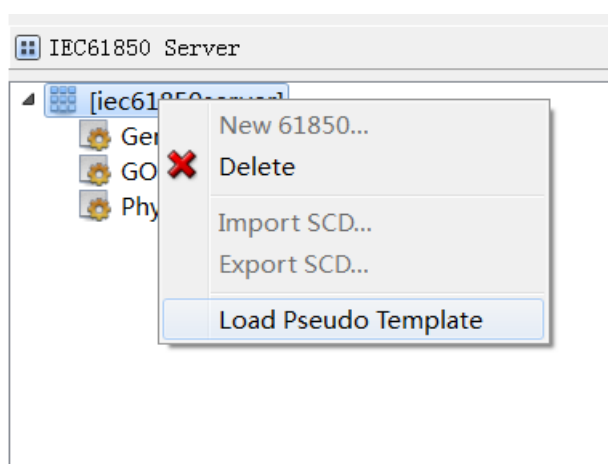 IEC61850 Server
New 61850...
Delete
Import SCD...
Export SCD...
Load Pseudo Template